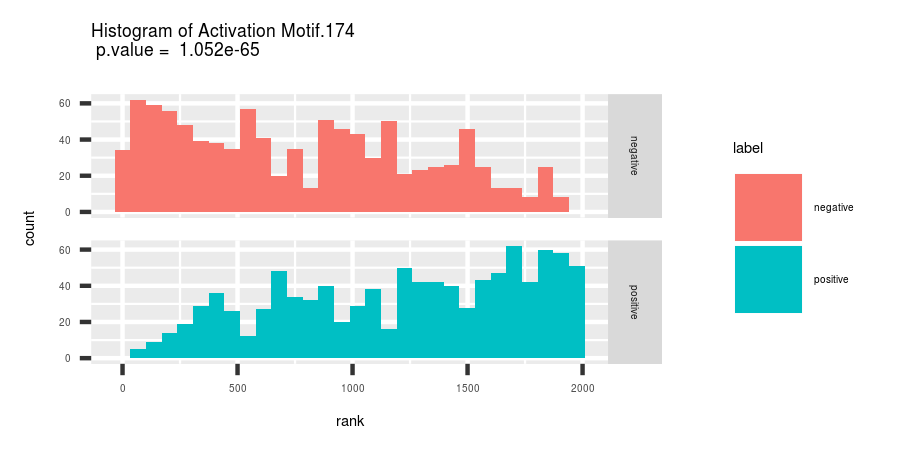 Histogram of Activation Motif.174
p.value = 1.052e-65
count
60
40
20
0
negative
60
40
20
0
positive
0 500 1000 1500 2000
rank
label
negative
positive